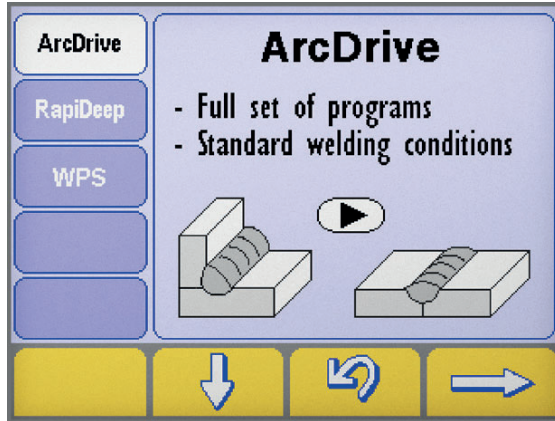 ArcDrive
RapiDeep
WPS
ArcDrive
- Full set of programs
- Standard welding conditions